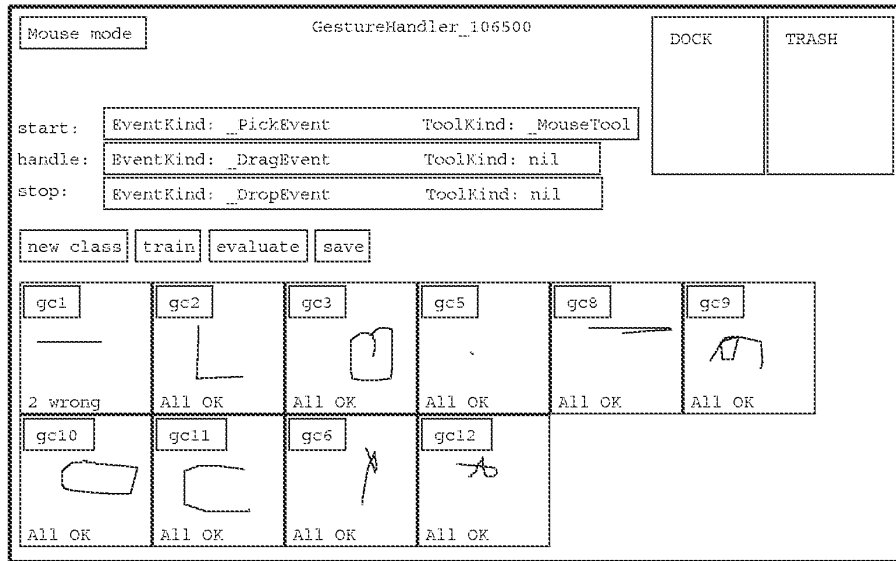 Mouse mode GestureHandler_106500 DOCK TRASH
start: EventKind: _PickEvent ToolKind: _MouseTool
handle: EventKind: _DragEvent ToolKind: nil
stop: EventKind: _DropEvent ToolKind: nil
new class train evaluate save
gc1 gc2 gc3 gc5 gc8 gc9
2 wrong All OK All OK All OK All OK All OK
gc10 gc11 gc6 gc12
All OK All OK All OK All OK